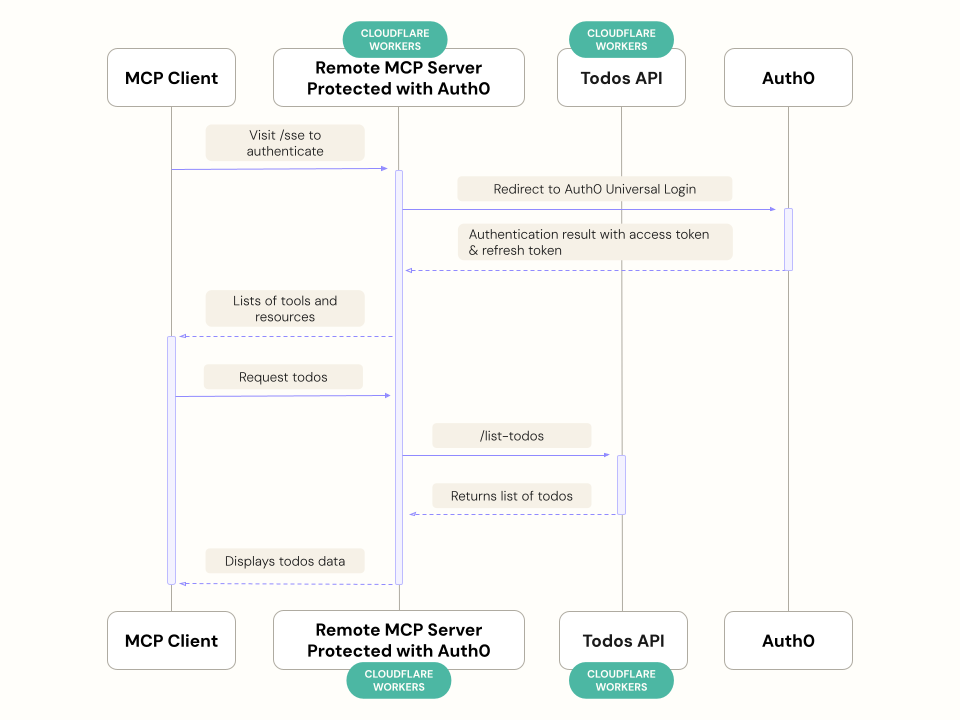 CLOUDFLARE
WORKERS
CLOUDFLARE
WORKERS
MCP Client
Remote MCP Server
Protected with Auth0
Todos API
Auth0
Visit /sse to
authenticate
Redirect to Auth0 Universal Login
Authentication result with access token
& refresh token
Lists of tools and
resources
Request todos
/list-todos
Returns list of todos
Displays todos data
MCP Client
Remote MCP Server
Protected with Auth0
Todos API
Auth0
CLOUDFLARE
WORKERS
CLOUDFLARE
WORKERS